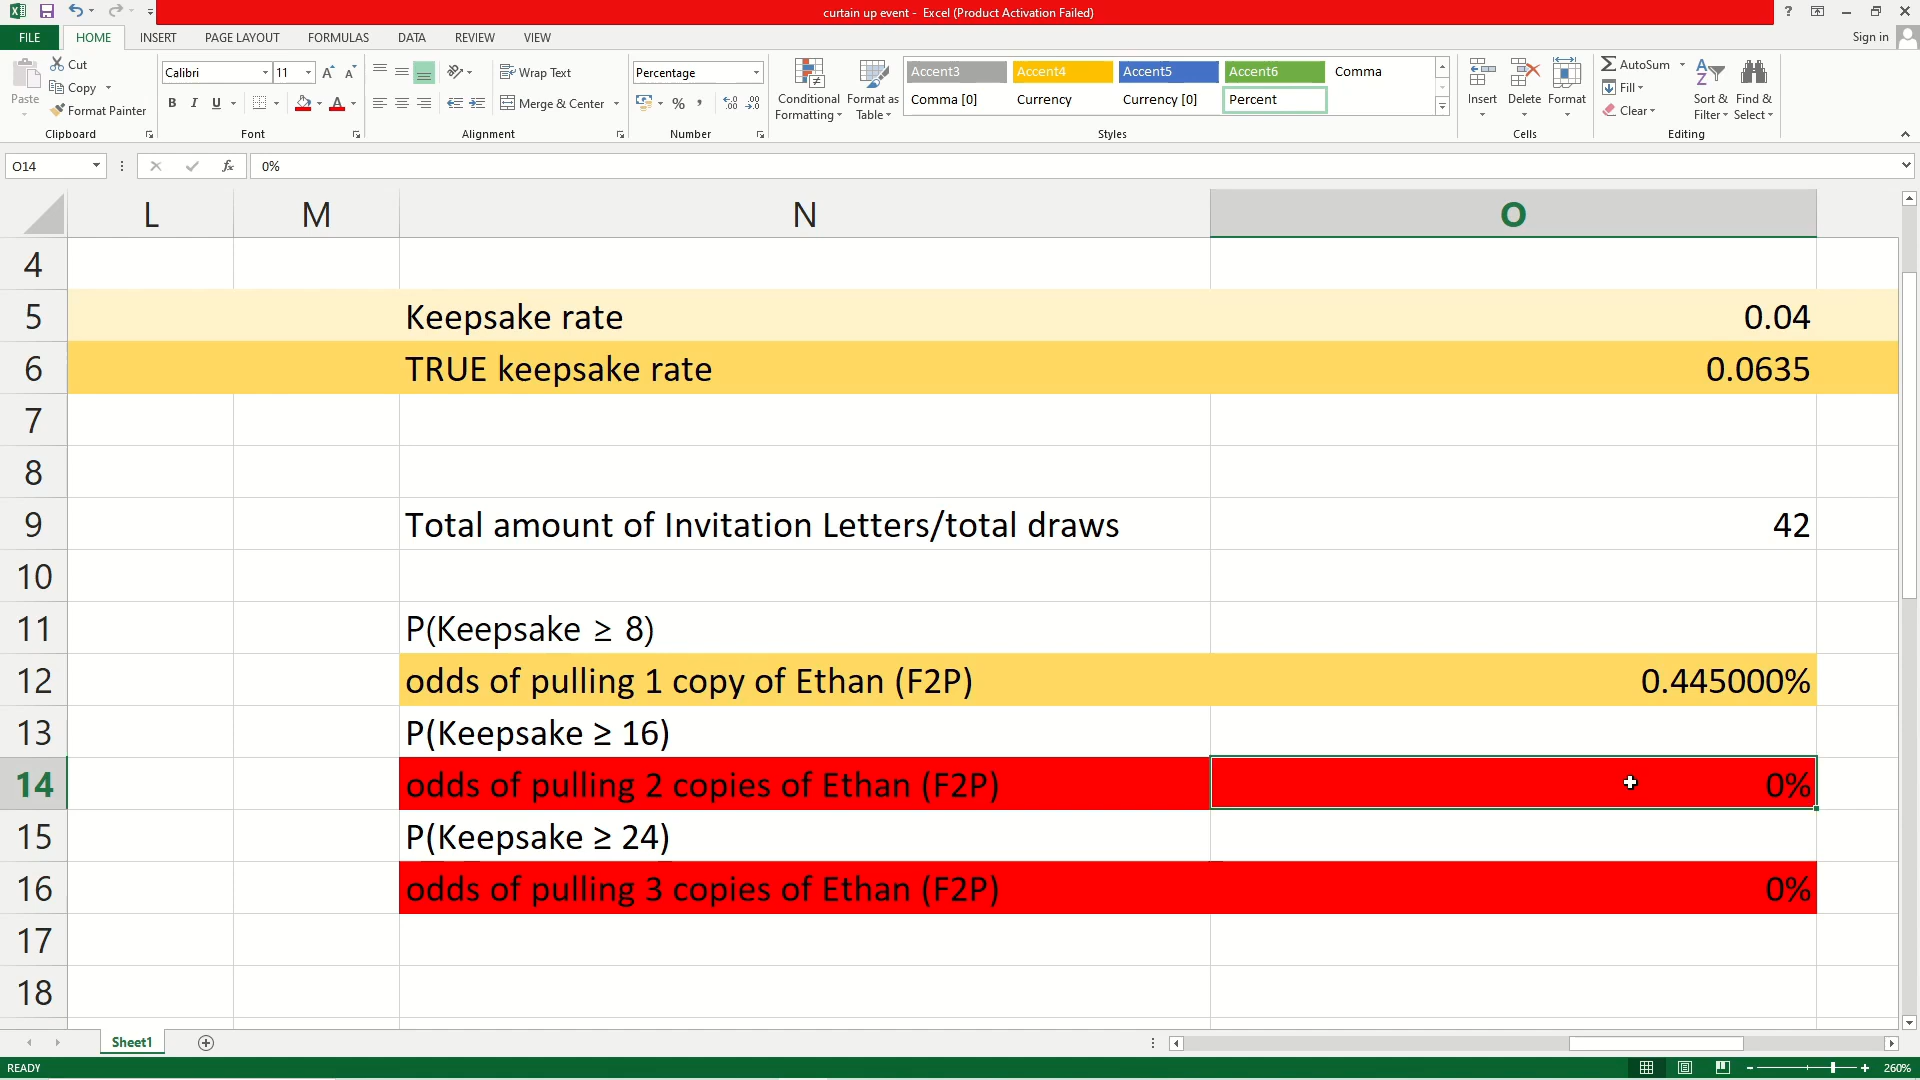 curtain up event - Excel (Product Activation Failed)
FILE HOME INSERT PAGE LAYOUT FORMULAS DATA REVIEW VIEW Sign in
Paste
Cut
Copy
Format Painter
Clipboard
Calibri 11
B I U
Font
Wrap Text
Merge & Center
Alignment
Percentage
%
Number
Conditional Formatting
Format as Table
Accent3 Accent4 Accent5 Accent6 Comma
Comma [0] Currency Currency [0] Percent
Styles
Insert Delete Format
Cells
AutoSum
Fill
Clear
Sort & Filter
Find & Select
Editing
O14 fx 0%
L M N O
4
5 Keepsake rate 0.04
6 TRUE keepsake rate 0.0635
7
8
9 Total amount of Invitation Letters/total draws 42
10
11 P(Keepsake ≥ 8)
12 odds of pulling 1 copy of Ethan (F2P) 0.445000%
13 P(Keepsake ≥ 16)
14 odds of pulling 2 copies of Ethan (F2P) 0%
15 P(Keepsake ≥ 24)
16 odds of pulling 3 copies of Ethan (F2P) 0%
17
18
Sheet1
READY 260%